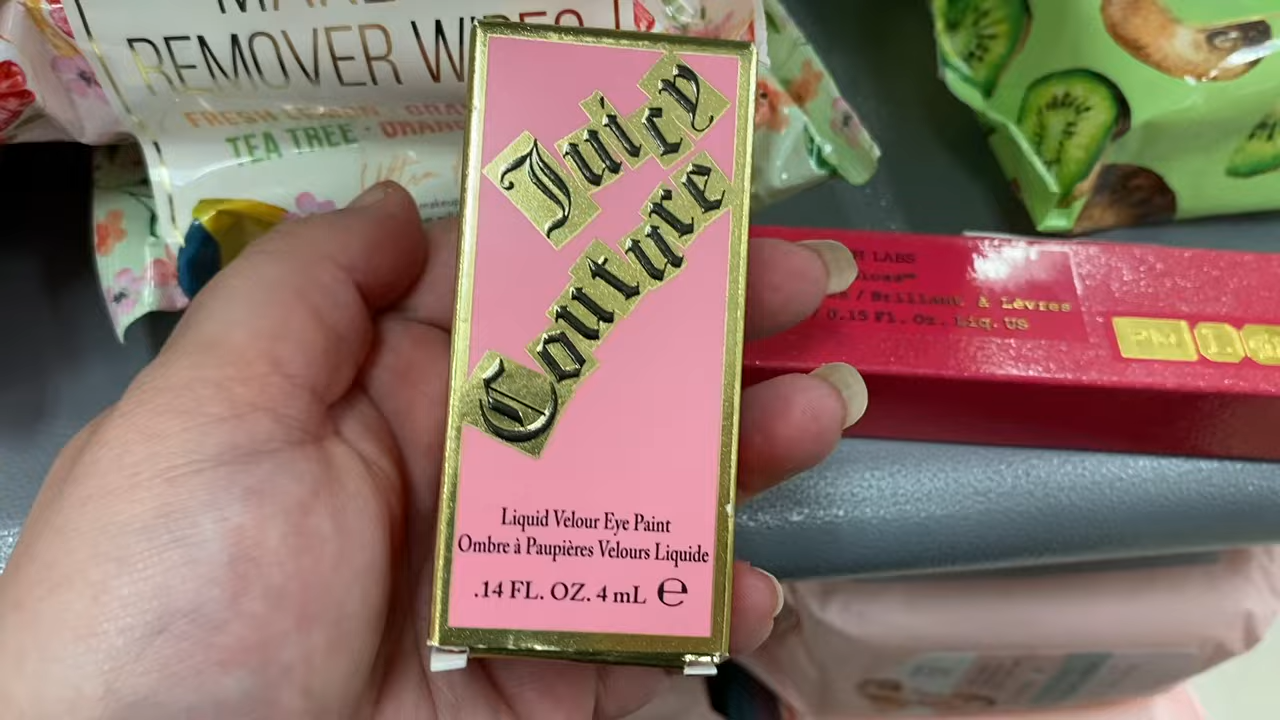 REMOVER
TEA TREE
Juicy
Couture
Liquid Velour Eye Paint
Ombre à Paupières Velours Liquide
.14 FL. OZ. 4 mL ℮
LABS
/ Brillant à Lèvres
0.15 Fl. Oz. Liq. US
PM